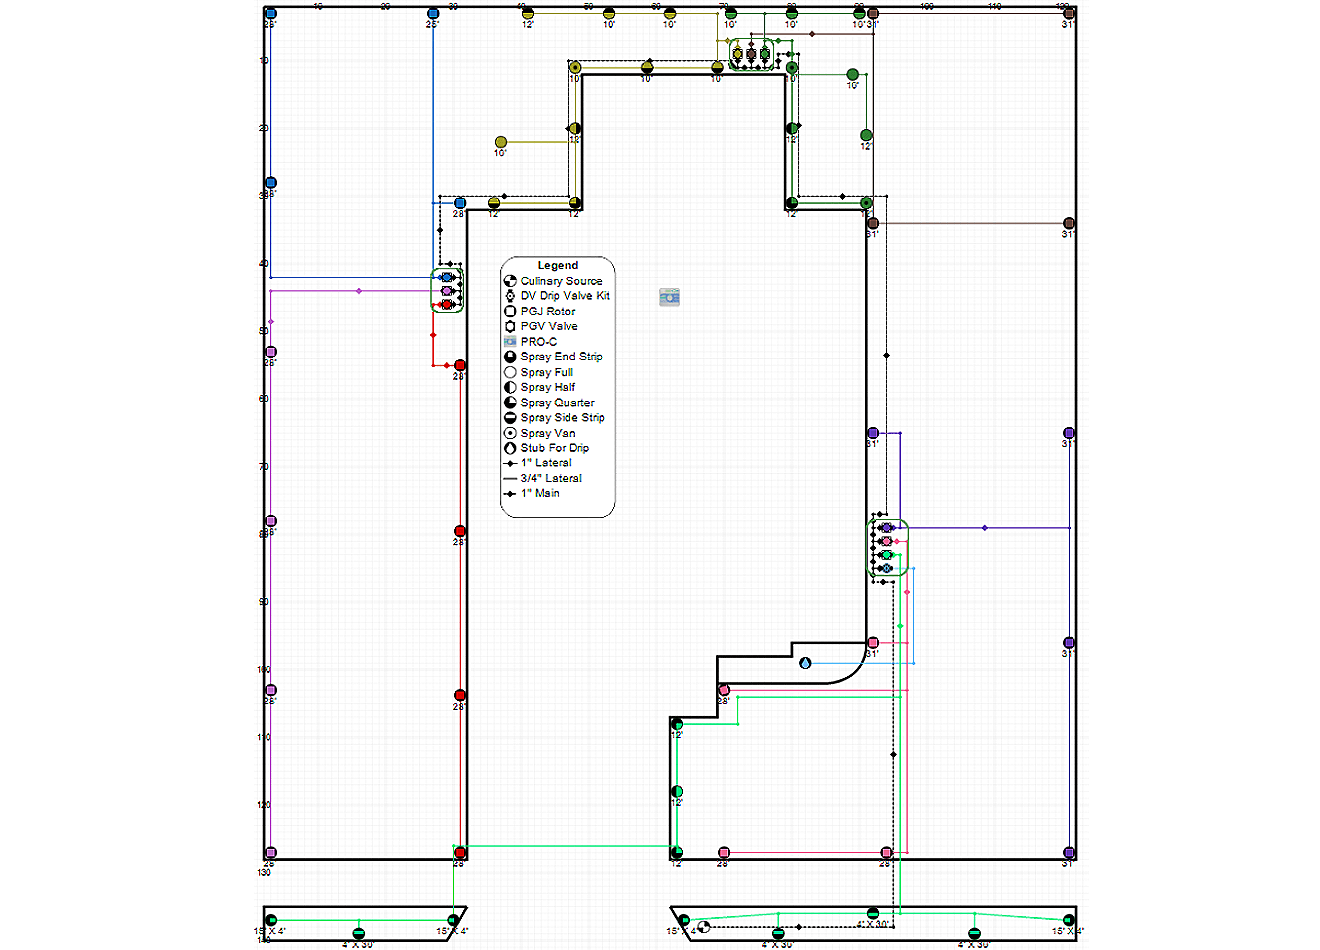 10 20 30 40 50 60 70 80 90 100 110 120
28' 25' 12' 10' 10' 10' 10' 10' 31' 31'
10
10' 10' 10' 10' 10'
20
12' 12' 12'
10'
28'
30
28' 12' 12' 12' 12'
31' 31'
40
Legend
Culinary Source
DV Drip Valve Kit
PGJ Rotor
PGV Valve
PRO-C
Spray End Strip
Spray Full
Spray Half
Spray Quarter
Spray Side Strip
Spray Van
Stub For Drip
1" Lateral
3/4" Lateral
1" Main
50
28' 28'
60
31' 31'
70
28' 28'
80
90
31' 31'
100
28' 28' 28'
110
12'
120
12'
28' 28' 12' 28' 28' 31'
130
15' X 4' 15' X 4' 15' X 4' 4' X 30' 15' X 4'
140 4' X 30' 4' X 30' 4' X 30'